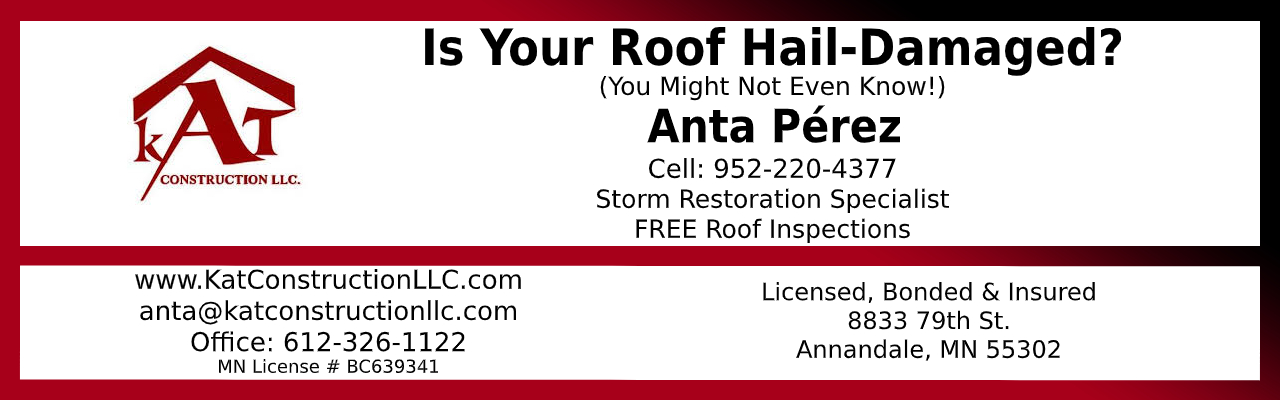 kAT
CONSTRUCTION LLC.
Is Your Roof Hail-Damaged?
(You Might Not Even Know!)
Anta Pérez
Cell: 952-220-4377
Storm Restoration Specialist
FREE Roof Inspections
www.KatConstructionLLC.com
anta@katconstructionllc.com
Office: 612-326-1122
MN License # BC639341
Licensed, Bonded & Insured
8833 79th St.
Annandale, MN 55302